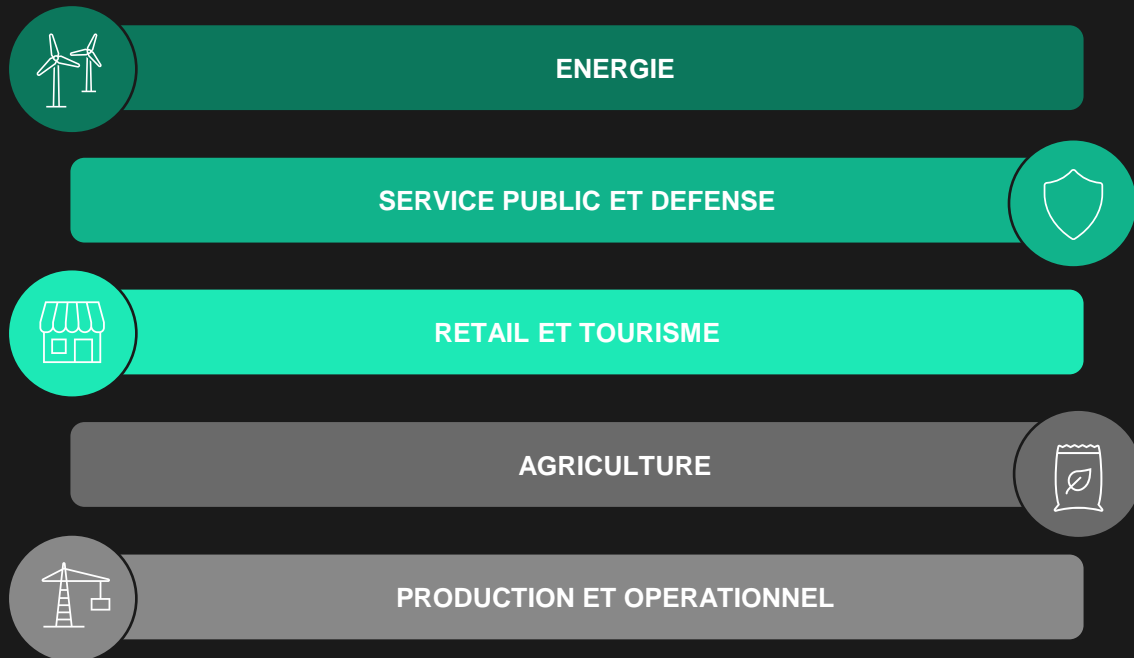 ENERGIE
SERVICE PUBLIC ET DEFENSE
RETAIL ET TOURISME
AGRICULTURE
PRODUCTION ET OPERATIONNEL